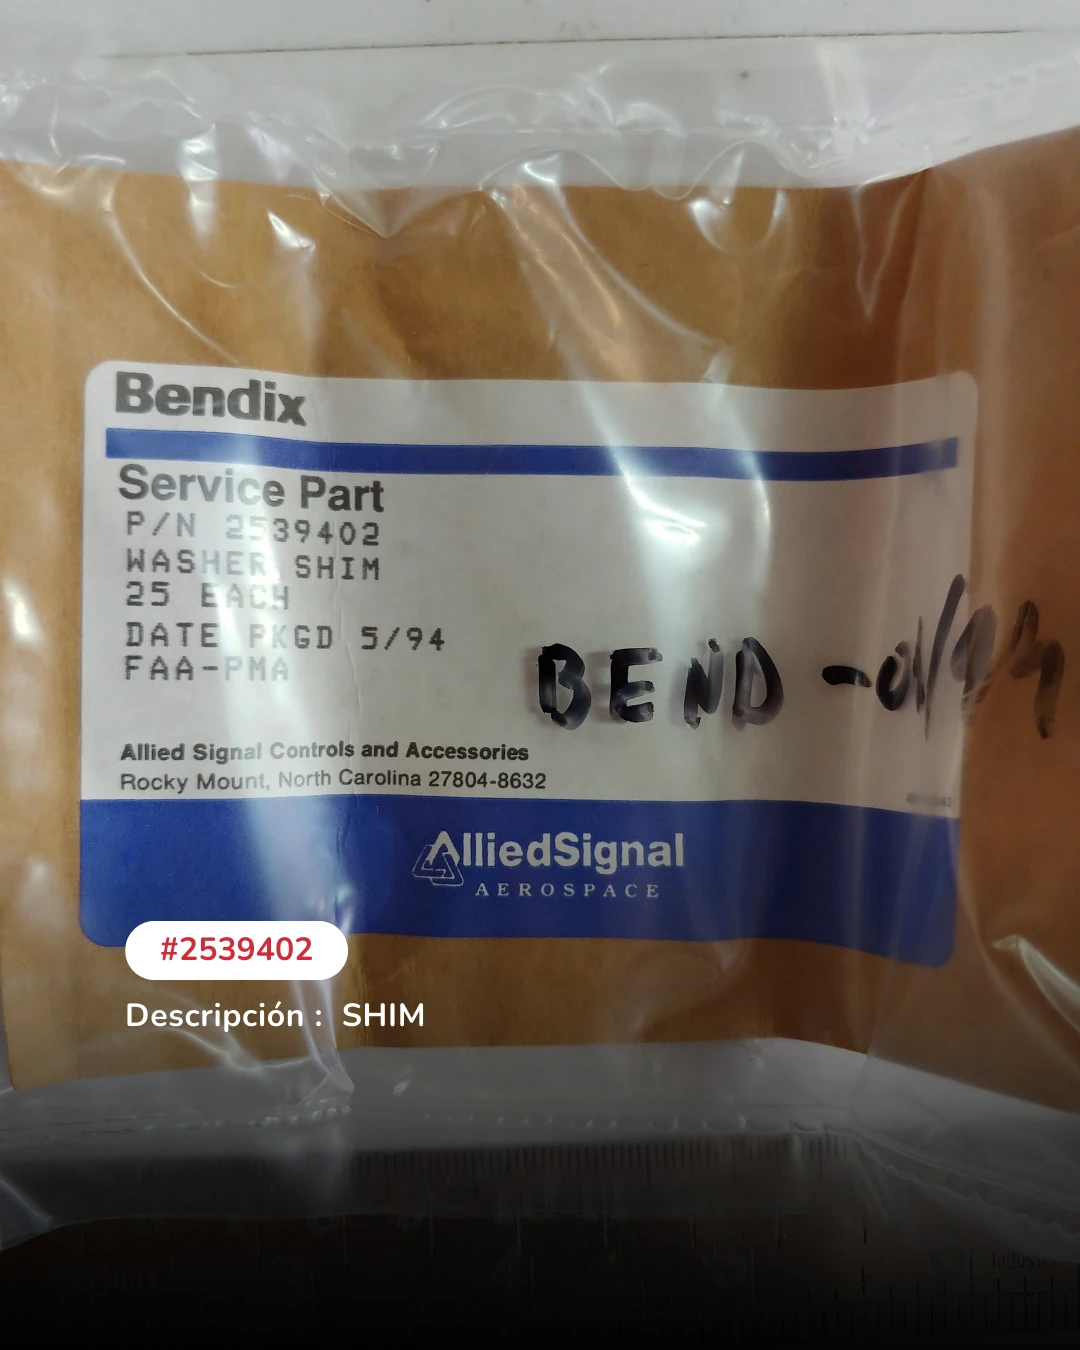 Bendix
Service Part
P/N 2539402
WASHER SHIM
25 EACH
DATE PKGD 5/94
FAA-PMA
BEND
Allied Signal Controls and Accessories
Rocky Mount, North Carolina 27804-8632
AlliedSignal
AEROSPACE
#2539402
Descripción : SHIM